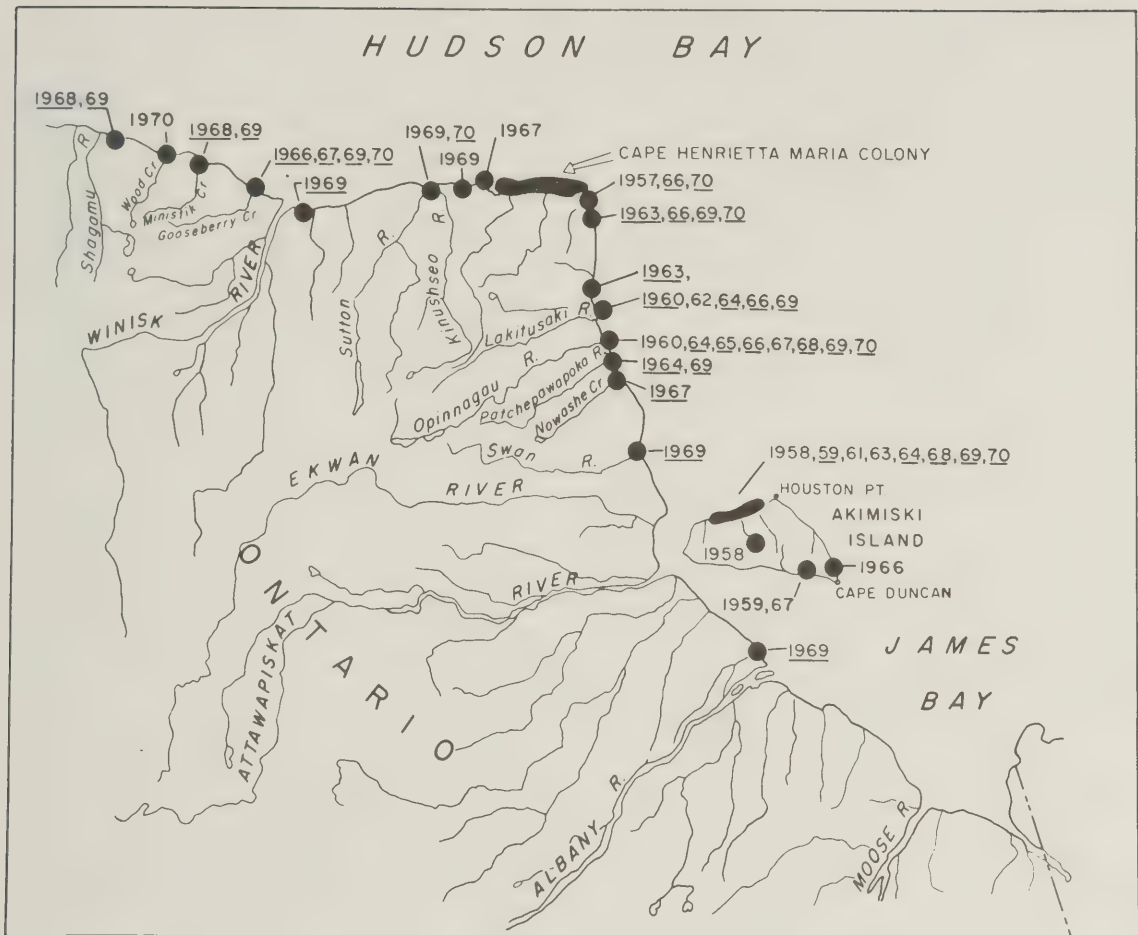 HUDSON BAY
1968,69
1970
1968,69
1966,67,69,70
1969
1969,70
1969
1967
CAPE HENRIETTA MARIA COLONY
1957,66,70
1963,66,69,70
1963,
1960,62,64,66,69
1960,64,65,66,67,68,69,70
1964,69
1967
1969
Shagamu R
Wood Cr
Ministik Cr
Gooseberry Cr
WINISK RIVER
Sutton R.
Kinushseo R
Lakitusaki R.
Opinnagau R.
Patchepawapoka R.
Nowashe Cr
Swan R.
EKWAN RIVER
1958,59,61,63,64,68,69,70
HOUSTON PT
AKIMISKI
ISLAND
1958
1966
CAPE DUNCAN
1959,67
ONTARIO
ATTAWAPISKAT RIVER
1969
JAMES
BAY
ALBANY R.
MOOSE R.